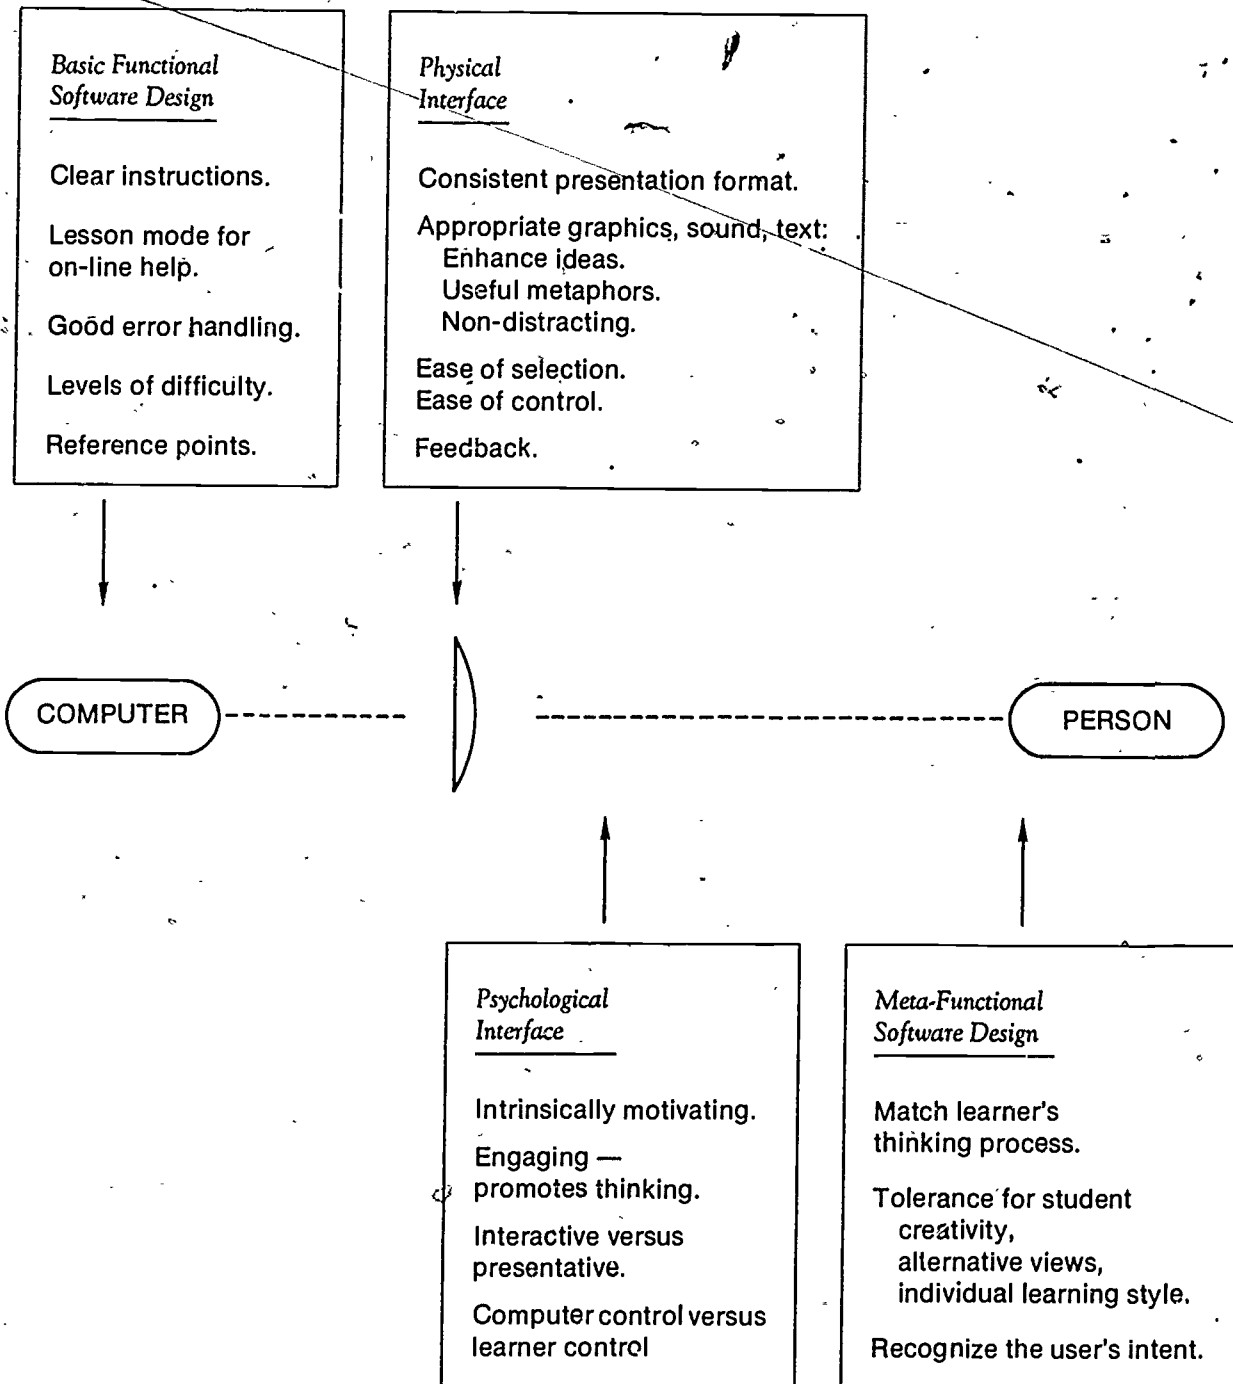 Basic Functional
Software Design
Clear instructions.
Lesson mode for
on-line help.
Good error handling.
Levels of difficulty.
Reference points.
Physical
Interface
Consistent presentation format.
Appropriate graphics, sound, text:
Enhance ideas.
Useful metaphors.
Non-distracting.
Ease of selection.
Ease of control.
Feedback.
COMPUTER
PERSON
Psychological
Interface
Intrinsically motivating.
Engaging —
promotes thinking.
Interactive versus
presentative.
Computer control versus
learner control
Meta-Functional
Software Design
Match learner's
thinking process.
Tolerance for student
creativity,
alternative views,
individual learning style.
Recognize the user's intent.